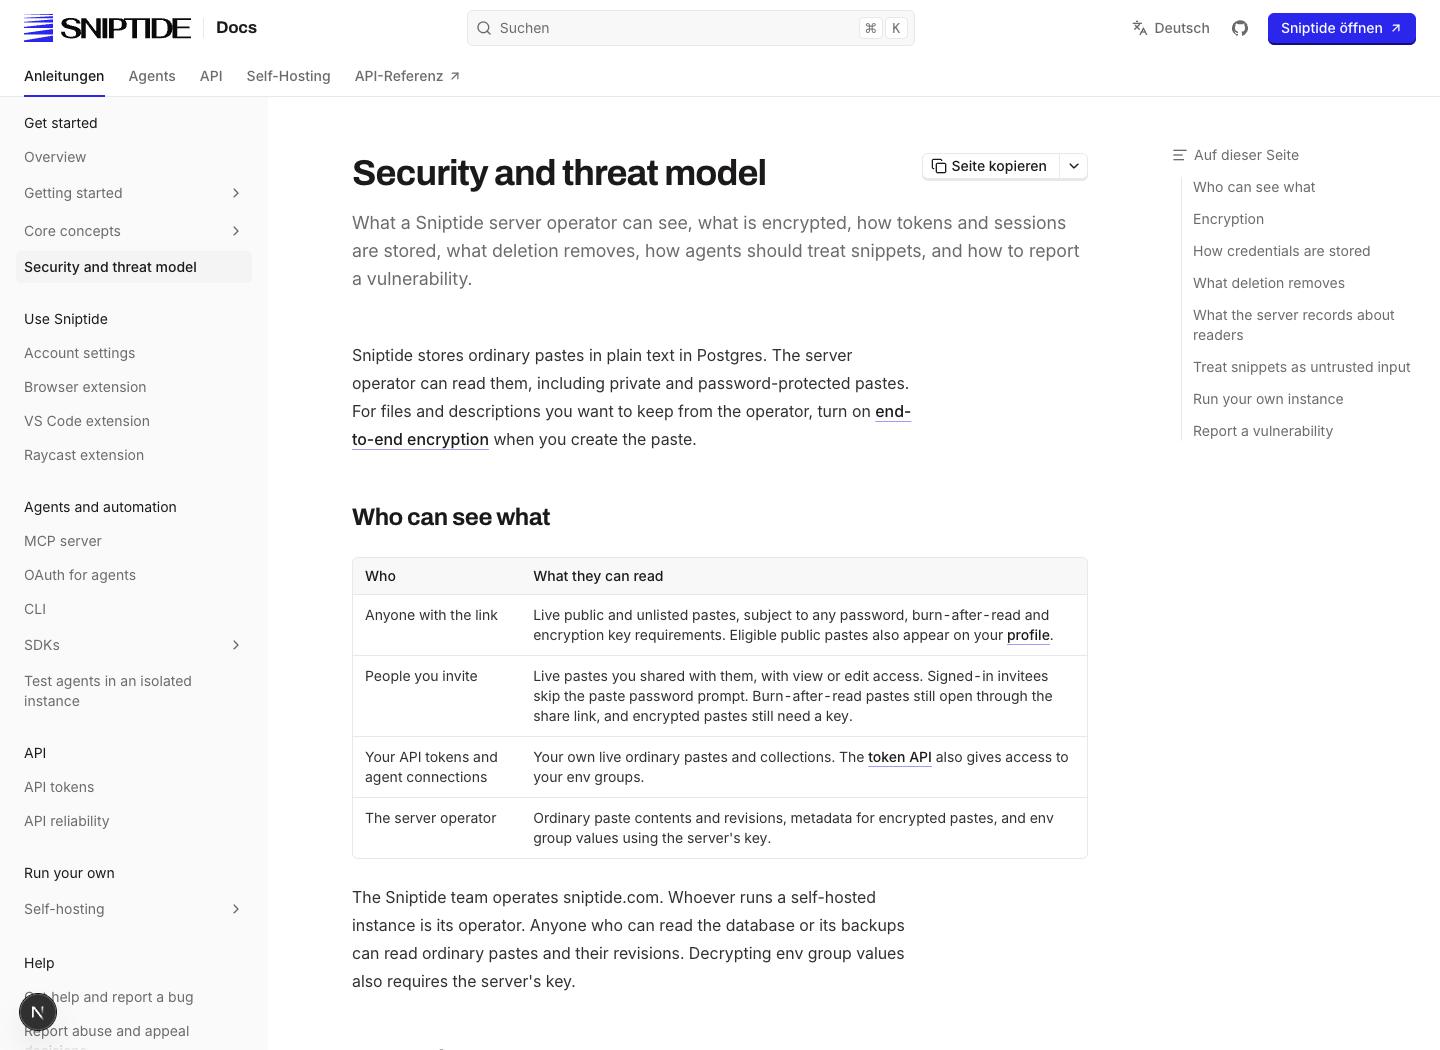 SNIPTIDE Docs
Suchen
⌘ K
Deutsch
Sniptide öffnen
Anleitungen
Agents
API
Self-Hosting
API-Referenz
Get started
Overview
Getting started
Core concepts
Security and threat model
Use Sniptide
Account settings
Browser extension
VS Code extension
Raycast extension
Agents and automation
MCP server
OAuth for agents
CLI
SDKs
Test agents in an isolated
instance
API
API tokens
API reliability
Run your own
Self-hosting
Help
help and report a bug
Report abuse and appeal
N
Security and threat model
Seite kopieren
What a Sniptide server operator can see, what is encrypted, how tokens and sessions
are stored, what deletion removes, how agents should treat snippets, and how to report
a vulnerability.
Sniptide stores ordinary pastes in plain text in Postgres. The server
operator can read them, including private and password-protected pastes.
For files and descriptions you want to keep from the operator, turn on end-
to-end encryption when you create the paste.
Who can see what
Who
What they can read
Anyone with the link
Live public and unlisted pastes, subject to any password, burn-after-read and
encryption key requirements. Eligible public pastes also appear on your profile.
People you invite
Live pastes you shared with them, with view or edit access. Signed-in invitees
skip the paste password prompt. Burn-after-read pastes still open through the
share link, and encrypted pastes still need a key.
Your API tokens and
agent connections
Your own live ordinary pastes and collections. The token API also gives access to
your env groups.
The server operator
Ordinary paste contents and revisions, metadata for encrypted pastes, and env
group values using the server's key.
The Sniptide team operates sniptide.com. Whoever runs a self-hosted
instance is its operator. Anyone who can read the database or its backups
can read ordinary pastes and their revisions. Decrypting env group values
also requires the server's key.
Auf dieser Seite
Who can see what
Encryption
How credentials are stored
What deletion removes
What the server records about
readers
Treat snippets as untrusted input
Run your own instance
Report a vulnerability